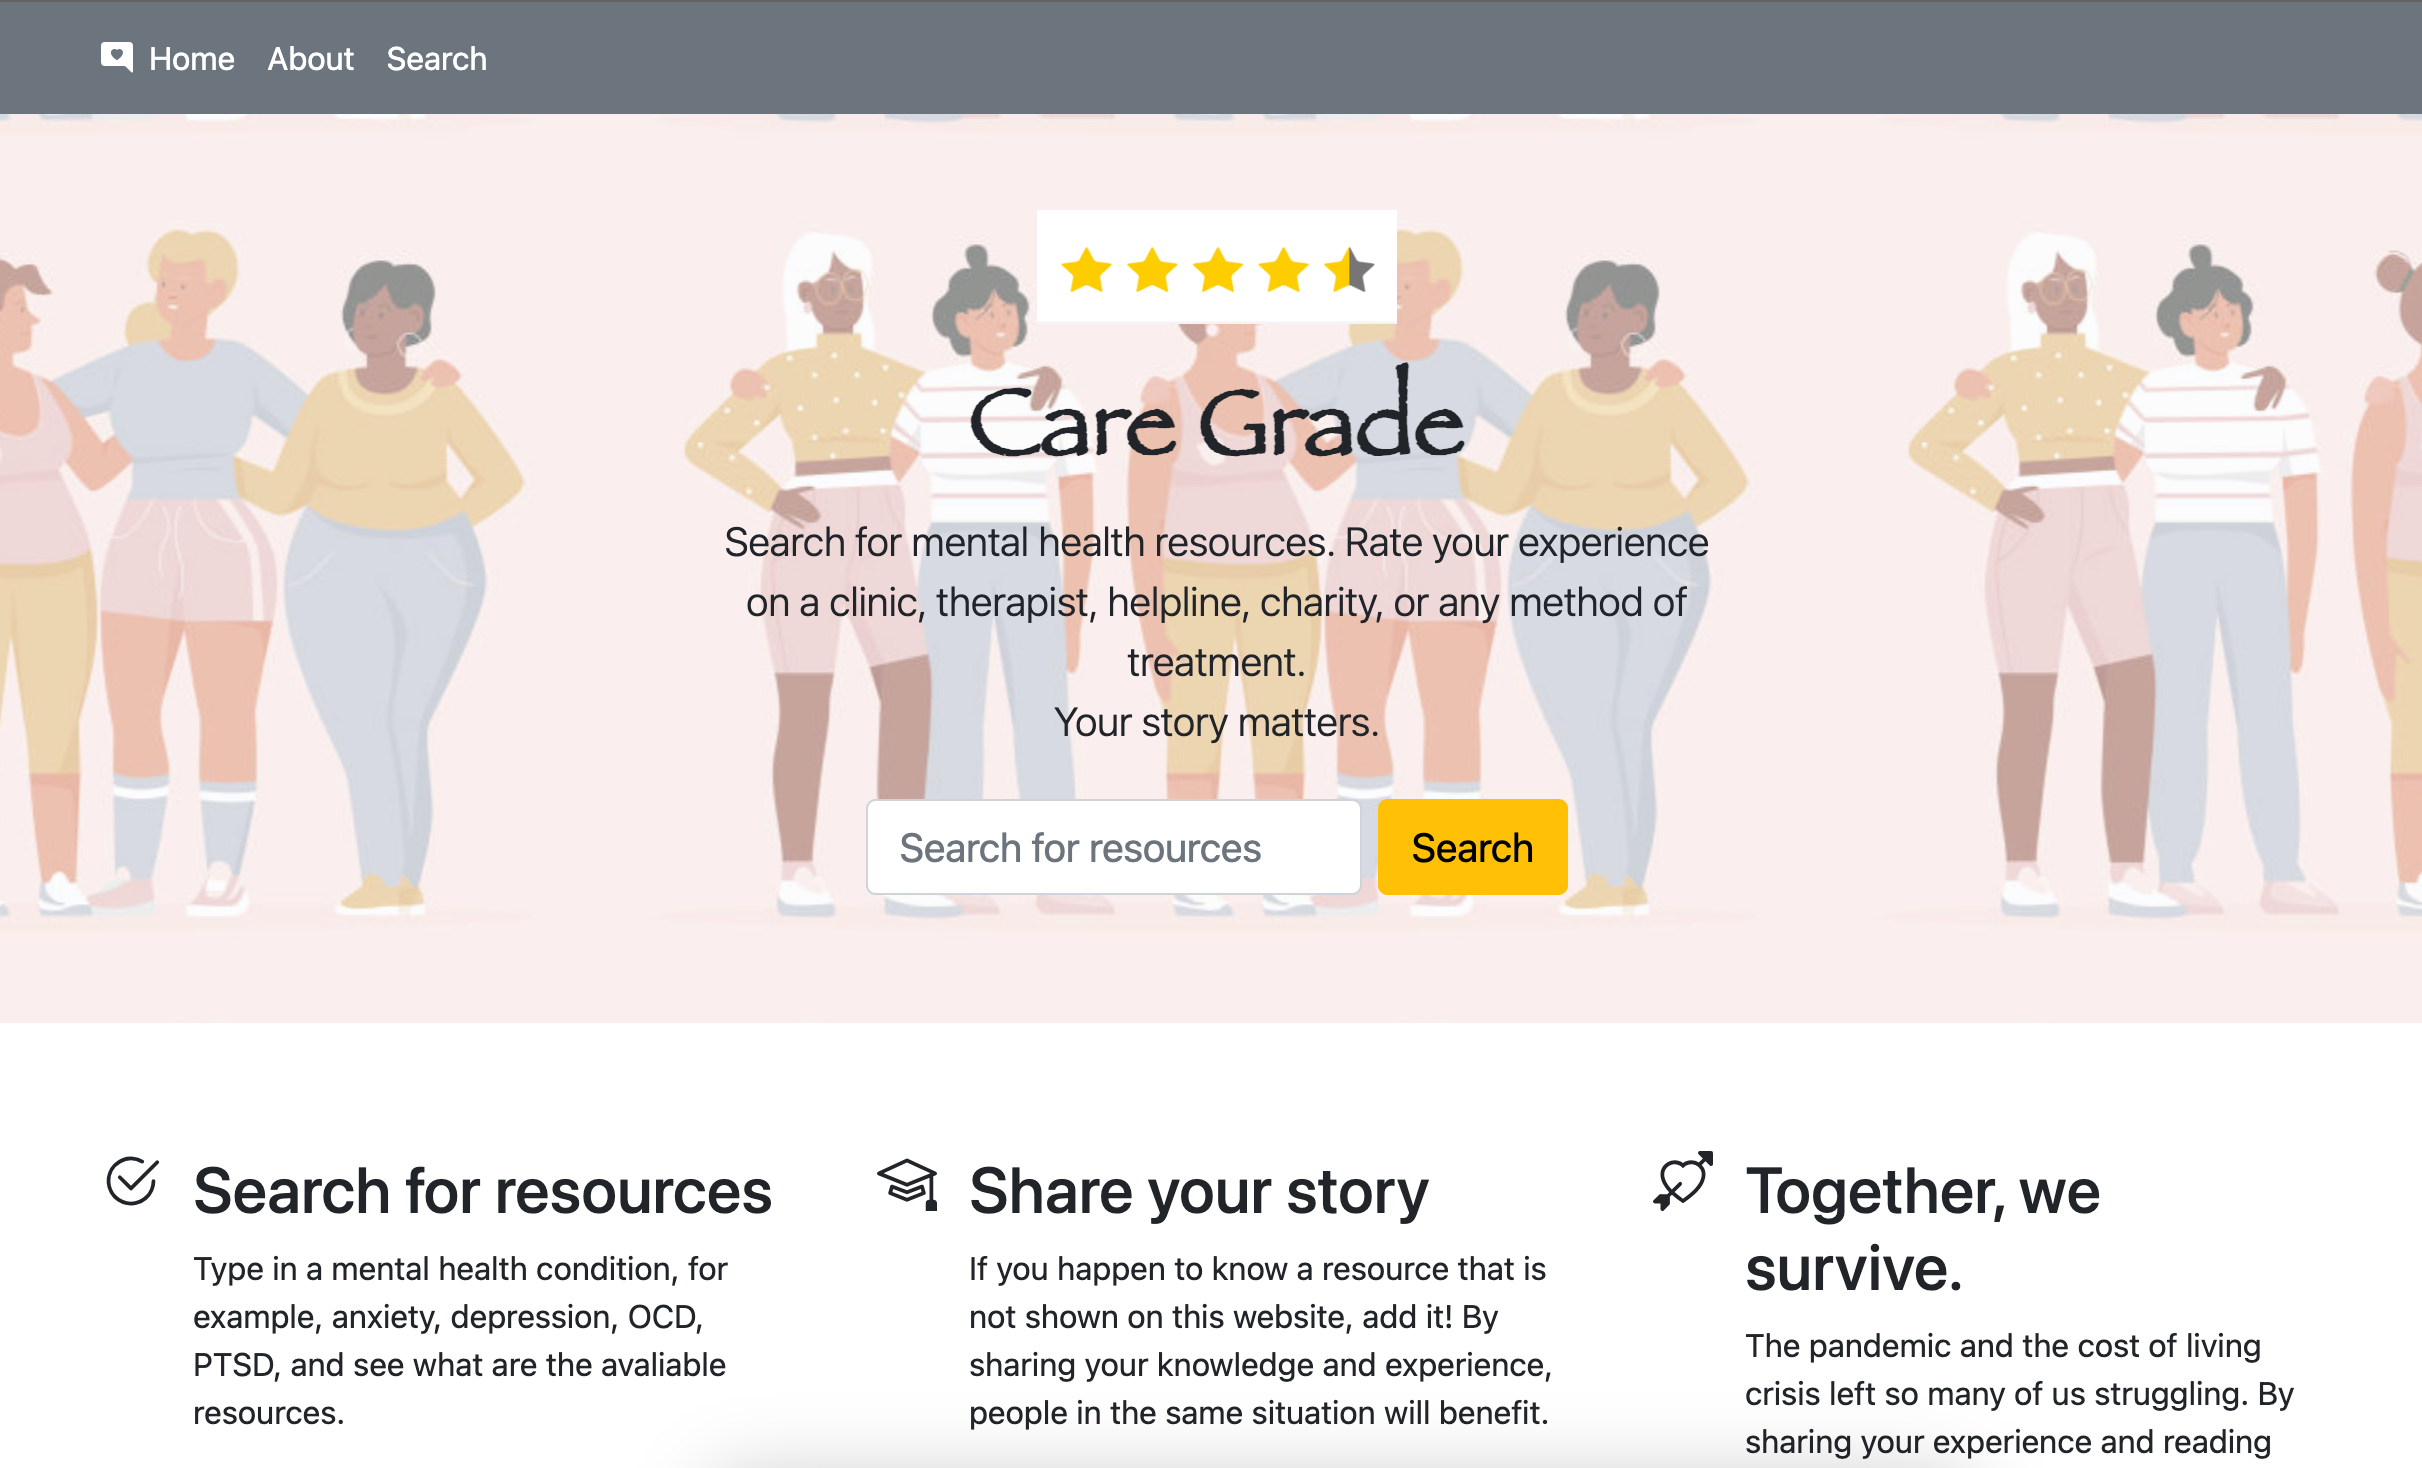 Home About Search
Care Grade
Search for mental health resources. Rate your experience
on a clinic, therapist, helpline, charity, or any method of
treatment.
Your story matters.
Search for resources Search
Search for resources
Type in a mental health condition, for
example, anxiety, depression, OCD,
PTSD, and see what are the avaliable
resources.
Share your story
If you happen to know a resource that is
not shown on this website, add it! By
sharing your knowledge and experience,
people in the same situation will benefit.
Together, we
survive.
The pandemic and the cost of living
crisis left so many of us struggling. By
sharing your experience and reading